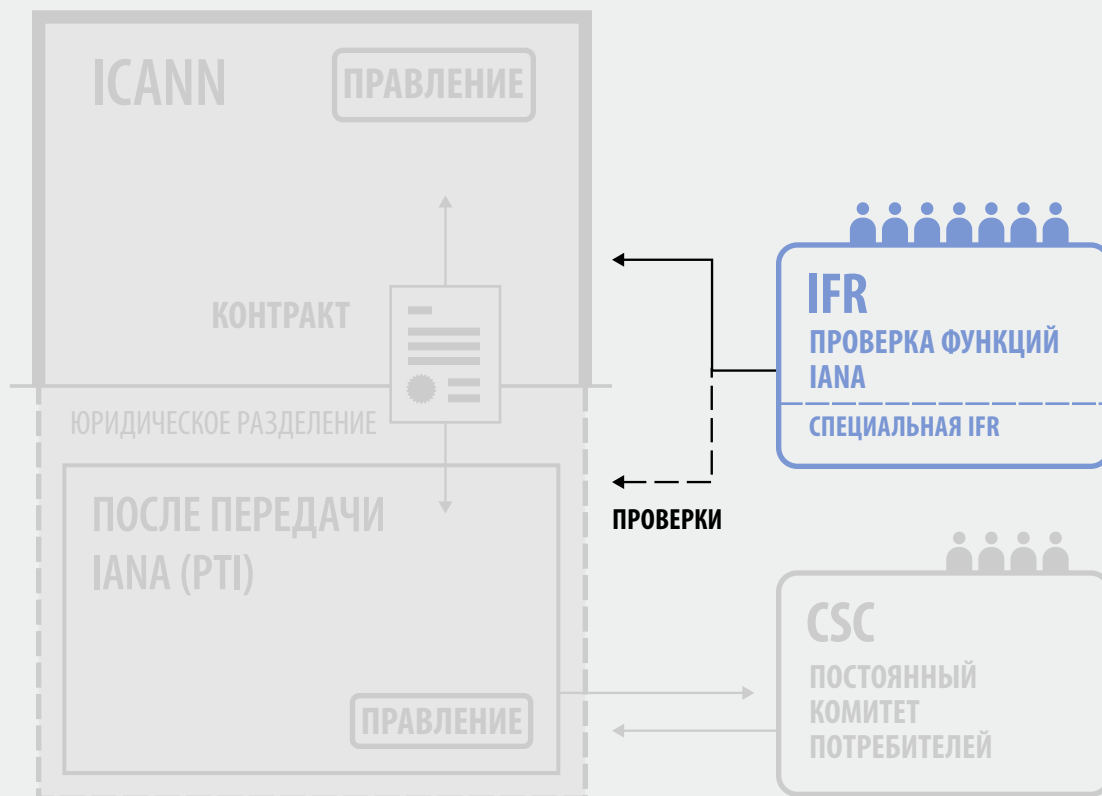 ICANN
ПРАВЛЕНИЕ
КОНТРАКТ
ЮРИДИЧЕСКОЕ РАЗДЕЛЕНИЕ
ПОСЛЕ ПЕРЕДАЧИ
IANA (PTI)
ПРАВЛЕНИЕ
IFR
ПРОВЕРКА ФУНКЦИЙ
IANA
СПЕЦИАЛЬНАЯ IFR
ПРОВЕРКИ
CSC
ПОСТОЯННЫЙ
КОМИТЕТ
ПОТРЕБИТЕЛЕЙ